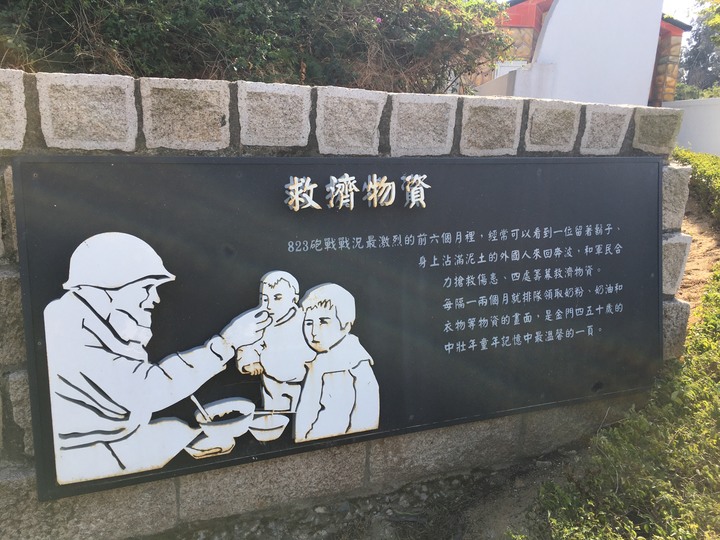 救擠物資
823砲戰戰況最激烈的前六個月裡，經常可以看到一位留著鬍子、
身上沾滿泥土的外國人來回奔波，和軍民合
力搶救傷患、四處籌募救濟物資。
每隔一兩個月就排隊領取奶粉、奶油和
衣物等物資的畫面，是金門四五十歲的
中壯年童年記憶中最溫馨的一頁。